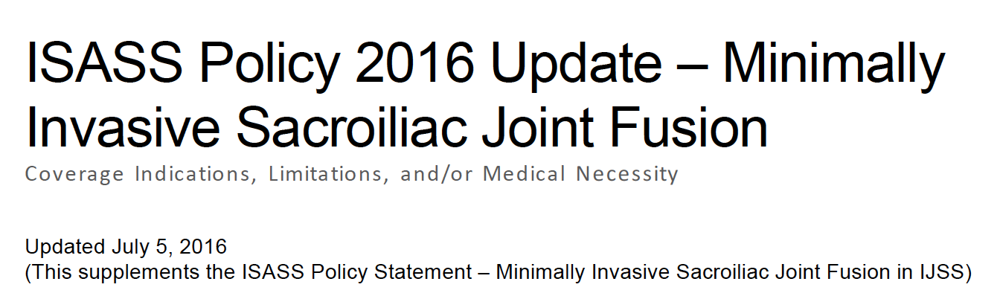 ISASS Policy 2016 Update – Minimally
Invasive Sacroiliac Joint Fusion
Coverage Indications, Limitations, and/or Medical Necessity
Updated July 5, 2016
(This supplements the ISASS Policy Statement – Minimally Invasive Sacroiliac Joint Fusion in IJSS)